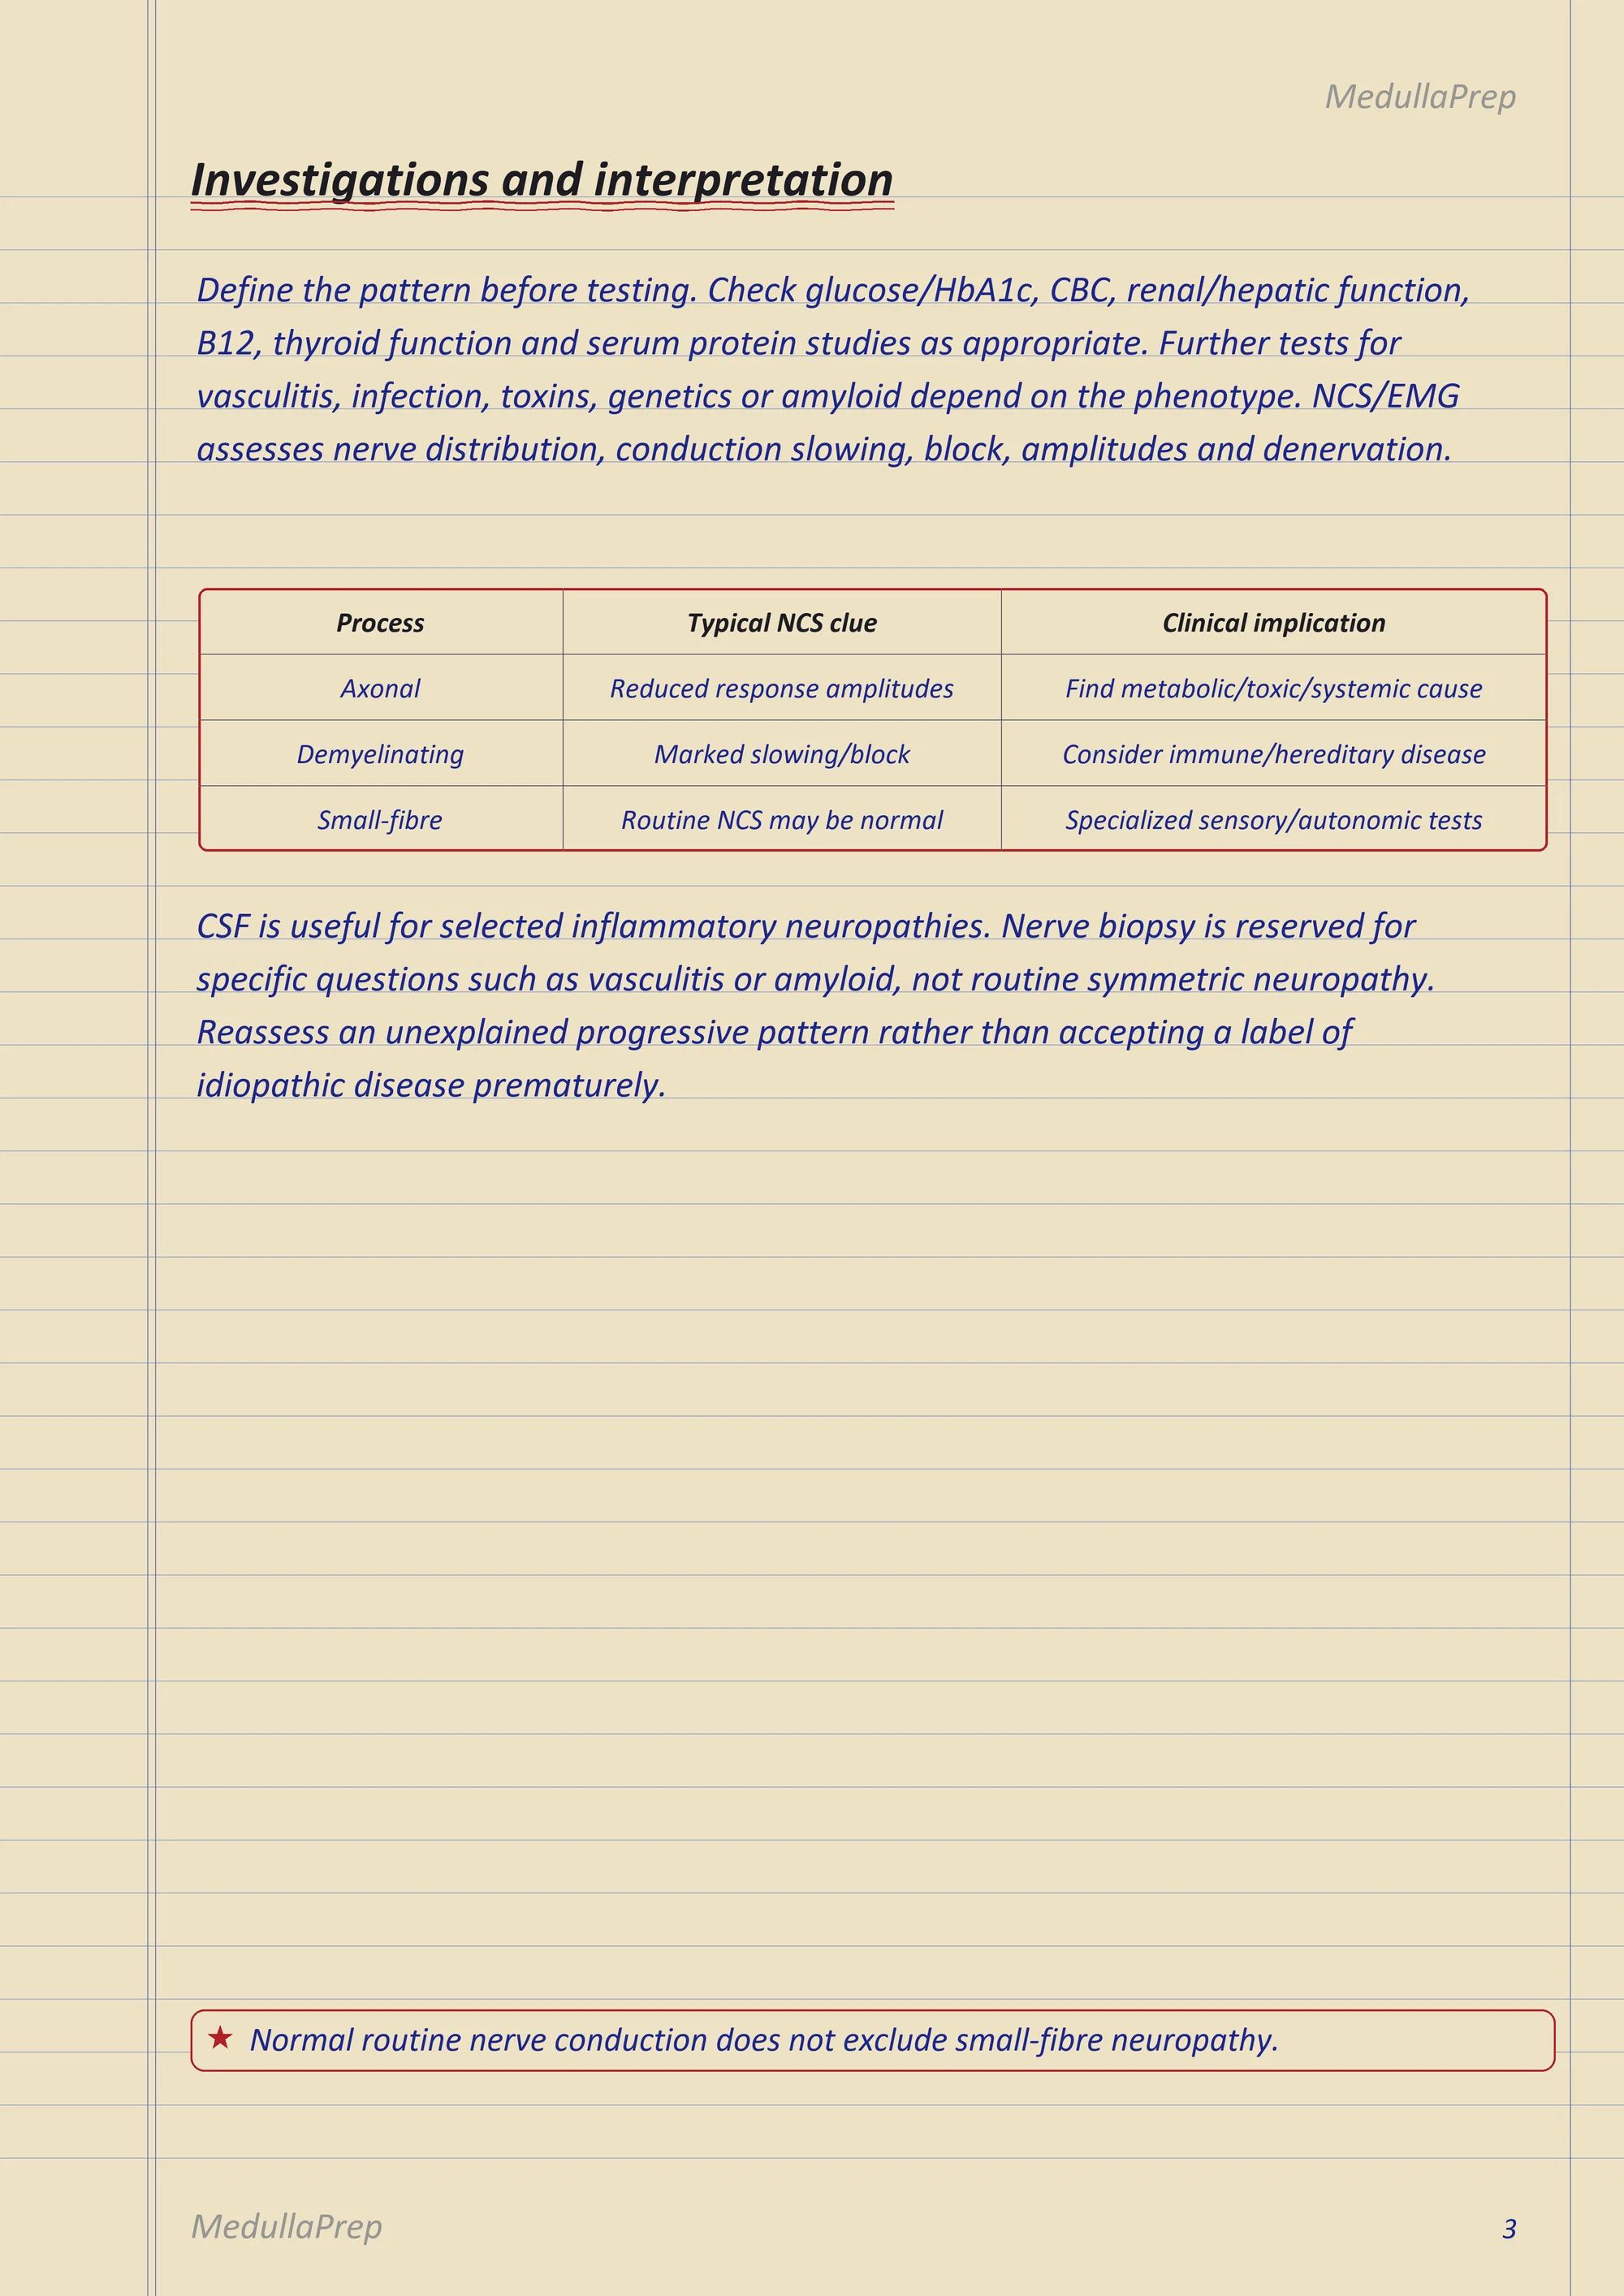 MedullaPrep
Investigations and interpretation
Define the pattern before testing. Check glucose/HbA1c, CBC, renal/hepatic function,
B12, thyroid function and serum protein studies as appropriate. Further tests for
vasculitis, infection, toxins, genetics or amyloid depend on the phenotype. NCS/EMG
assesses nerve distribution, conduction slowing, block, amplitudes and denervation.
Process Typical NCS clue Clinical implication
Axonal Reduced response amplitudes Find metabolic/toxic/systemic cause
Demyelinating Marked slowing/block Consider immune/hereditary disease
Small-fibre Routine NCS may be normal Specialized sensory/autonomic tests
CSF is useful for selected inflammatory neuropathies. Nerve biopsy is reserved for
specific questions such as vasculitis or amyloid, not routine symmetric neuropathy.
Reassess an unexplained progressive pattern rather than accepting a label of
idiopathic disease prematurely.
★ Normal routine nerve conduction does not exclude small-fibre neuropathy.
MedullaPrep 3